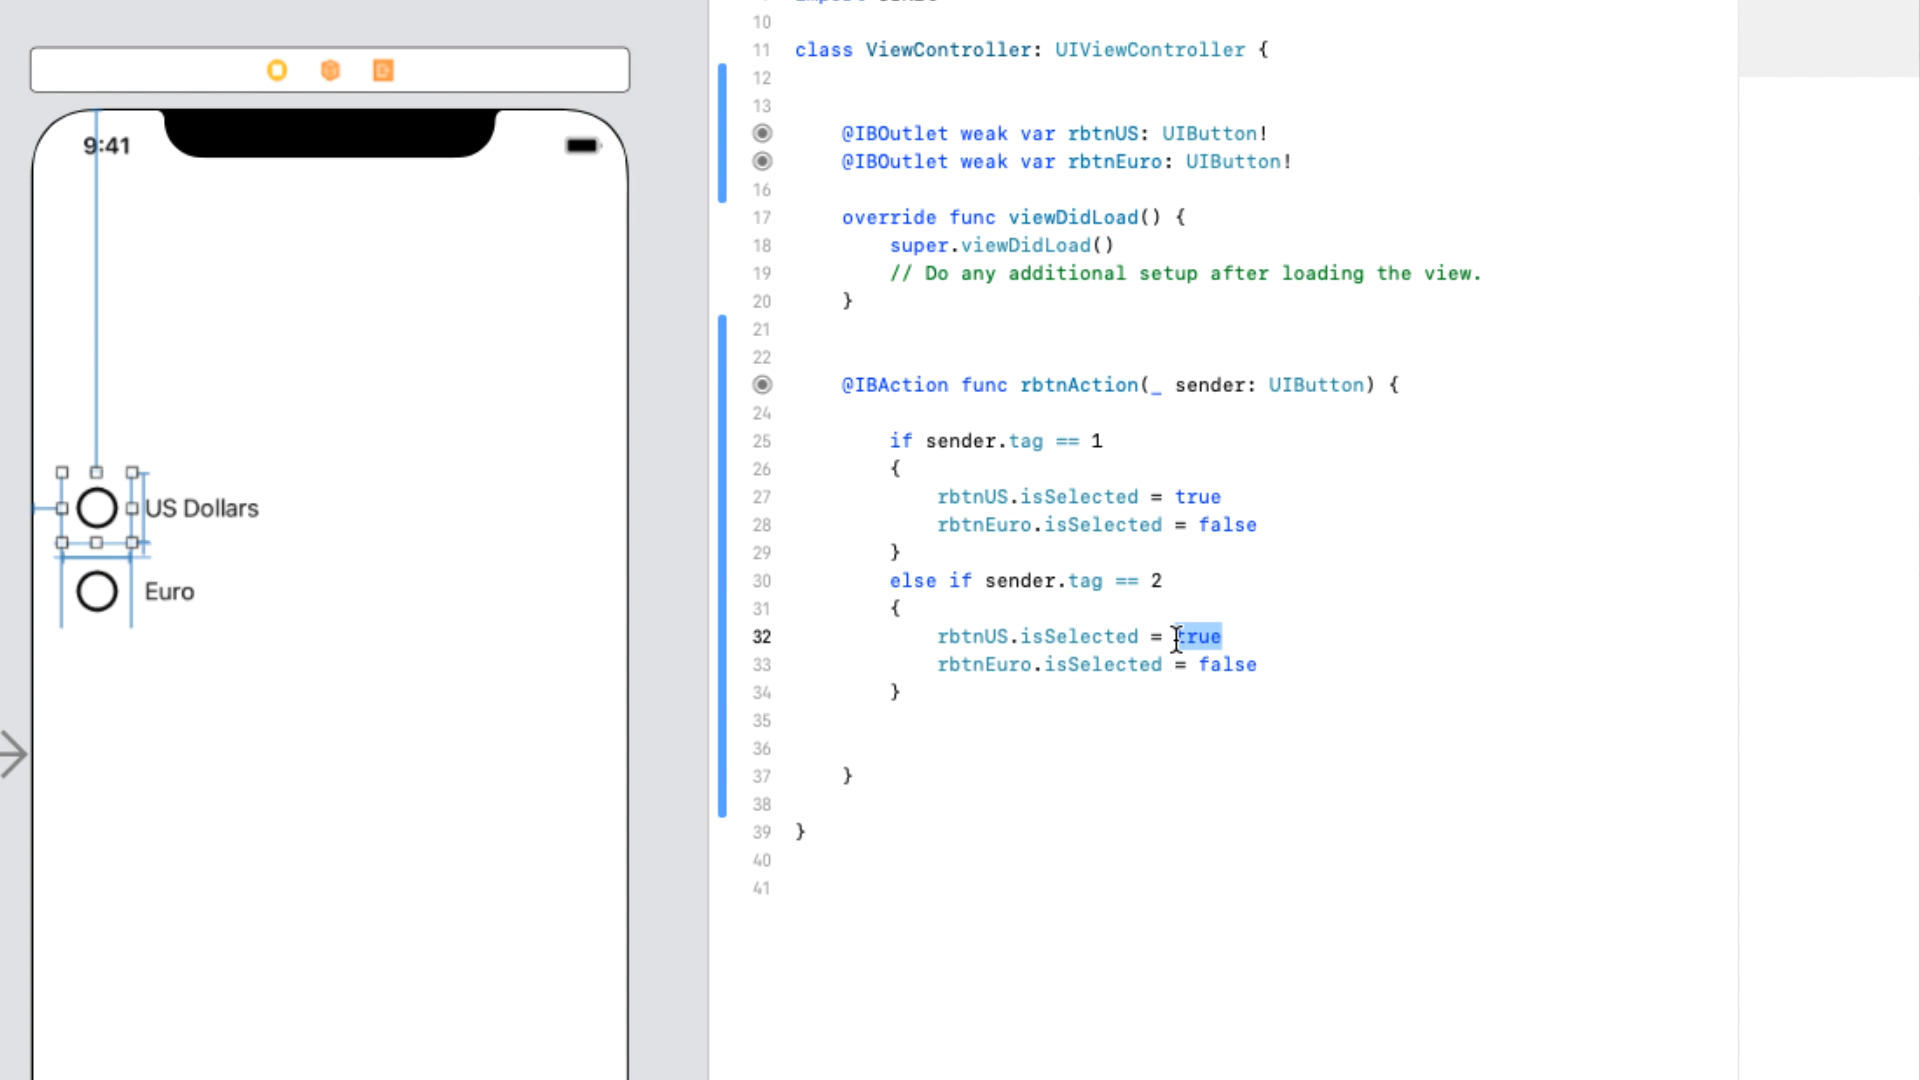 9:41
US Dollars
Euro
10
11 class ViewController: UIViewController {
12
13
@IBOutlet weak var rbtnUS: UIButton!
@IBOutlet weak var rbtnEuro: UIButton!
16
17 override func viewDidLoad() {
18 super.viewDidLoad()
19 // Do any additional setup after loading the view.
20 }
21
22
@IBAction func rbtnAction(_ sender: UIButton) {
24
25 if sender.tag == 1
26 {
27 rbtnUS.isSelected = true
28 rbtnEuro.isSelected = false
29 }
30 else if sender.tag == 2
31 {
32 rbtnUS.isSelected = true
33 rbtnEuro.isSelected = false
34 }
35
36
37 }
38
39 }
40
41